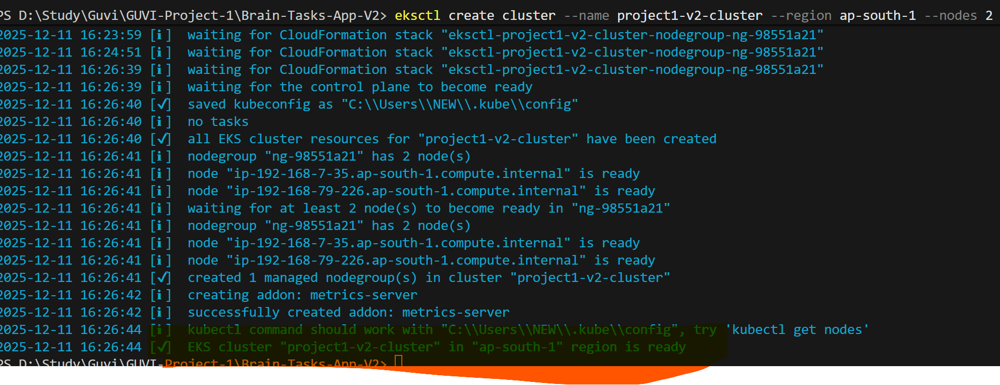 PS D:\Study\Guvi\GUVI-Project-1\Brain-Tasks-App-V2> eksctl create cluster --name project1-v2-cluster --region ap-south-1 --nodes 2
2025-12-11 16:23:59 [ℹ]  waiting for CloudFormation stack "eksctl-project1-v2-cluster-nodegroup-ng-98551a21"
2025-12-11 16:24:51 [ℹ]  waiting for CloudFormation stack "eksctl-project1-v2-cluster-nodegroup-ng-98551a21"
2025-12-11 16:26:39 [ℹ]  waiting for CloudFormation stack "eksctl-project1-v2-cluster-nodegroup-ng-98551a21"
2025-12-11 16:26:39 [ℹ]  waiting for the control plane to become ready
2025-12-11 16:26:40 [✔]  saved kubeconfig as "C:\\Users\\NEW\\.kube\\config"
2025-12-11 16:26:40 [ℹ]  no tasks
2025-12-11 16:26:40 [✔]  all EKS cluster resources for "project1-v2-cluster" have been created
2025-12-11 16:26:41 [ℹ]  nodegroup "ng-98551a21" has 2 node(s)
2025-12-11 16:26:41 [ℹ]  node "ip-192-168-7-35.ap-south-1.compute.internal" is ready
2025-12-11 16:26:41 [ℹ]  node "ip-192-168-79-226.ap-south-1.compute.internal" is ready
2025-12-11 16:26:41 [ℹ]  waiting for at least 2 node(s) to become ready in "ng-98551a21"
2025-12-11 16:26:41 [ℹ]  nodegroup "ng-98551a21" has 2 node(s)
2025-12-11 16:26:41 [ℹ]  node "ip-192-168-7-35.ap-south-1.compute.internal" is ready
2025-12-11 16:26:41 [ℹ]  node "ip-192-168-79-226.ap-south-1.compute.internal" is ready
2025-12-11 16:26:41 [✔]  created 1 managed nodegroup(s) in cluster "project1-v2-cluster"
2025-12-11 16:26:42 [ℹ]  creating addon: metrics-server
2025-12-11 16:26:42 [ℹ]  successfully created addon: metrics-server
2025-12-11 16:26:44 [ℹ]  kubectl command should work with "C:\\Users\\NEW\\.kube\\config", try 'kubectl get nodes'
2025-12-11 16:26:44 [✔]  EKS cluster "project1-v2-cluster" in "ap-south-1" region is ready
PS D:\Study\Guvi\GUVI-Project-1\Brain-Tasks-App-V2>